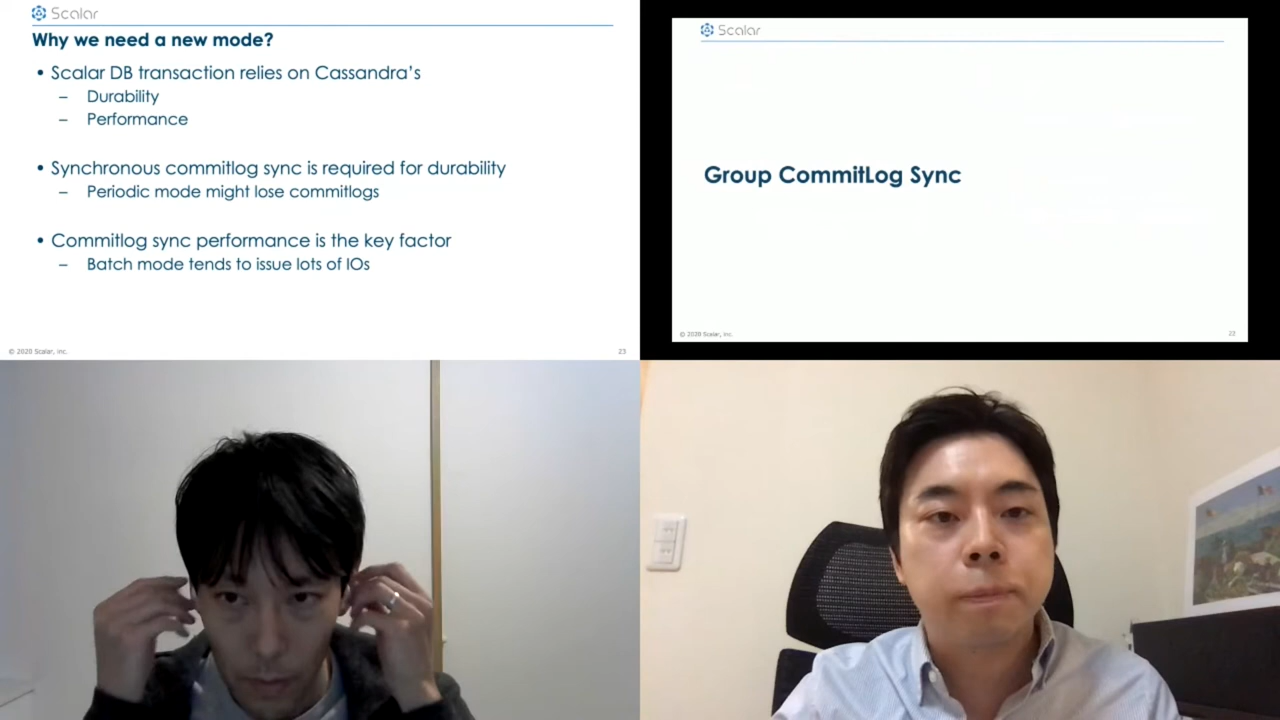 Scalar
Why we need a new mode?
• Scalar DB transaction relies on Cassandra's
– Durability
– Performance
• Synchronous commitlog sync is required for durability
– Periodic mode might lose commitlogs
• Commitlog sync performance is the key factor
– Batch mode tends to issue lots of IOs
© 2020 Scalar, inc.
23
Scalar
Group CommitLog Sync
© 2020 Scalar, inc.
22